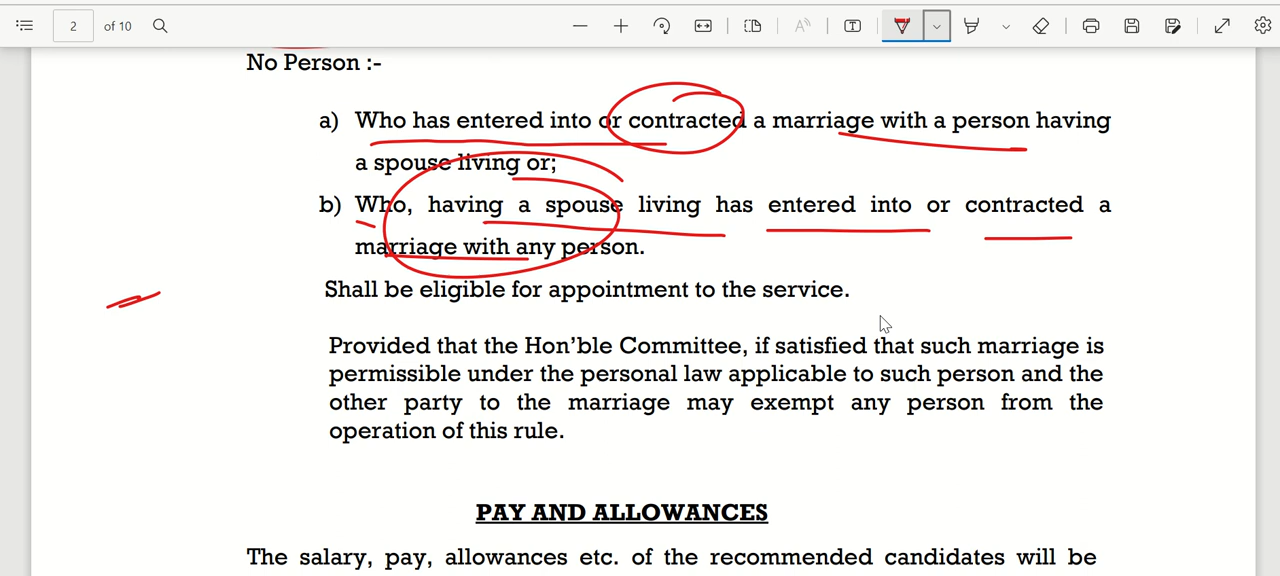 2 of 10
No Person :-
a) Who has entered into or contracted a marriage with a person having
a spouse living or;
b) Who, having a spouse living has entered into or contracted a
marriage with any person.
Shall be eligible for appointment to the service.
Provided that the Hon’ble Committee, if satisfied that such marriage is
permissible under the personal law applicable to such person and the
other party to the marriage may exempt any person from the
operation of this rule.
PAY AND ALLOWANCES
The salary, pay, allowances etc. of the recommended candidates will be